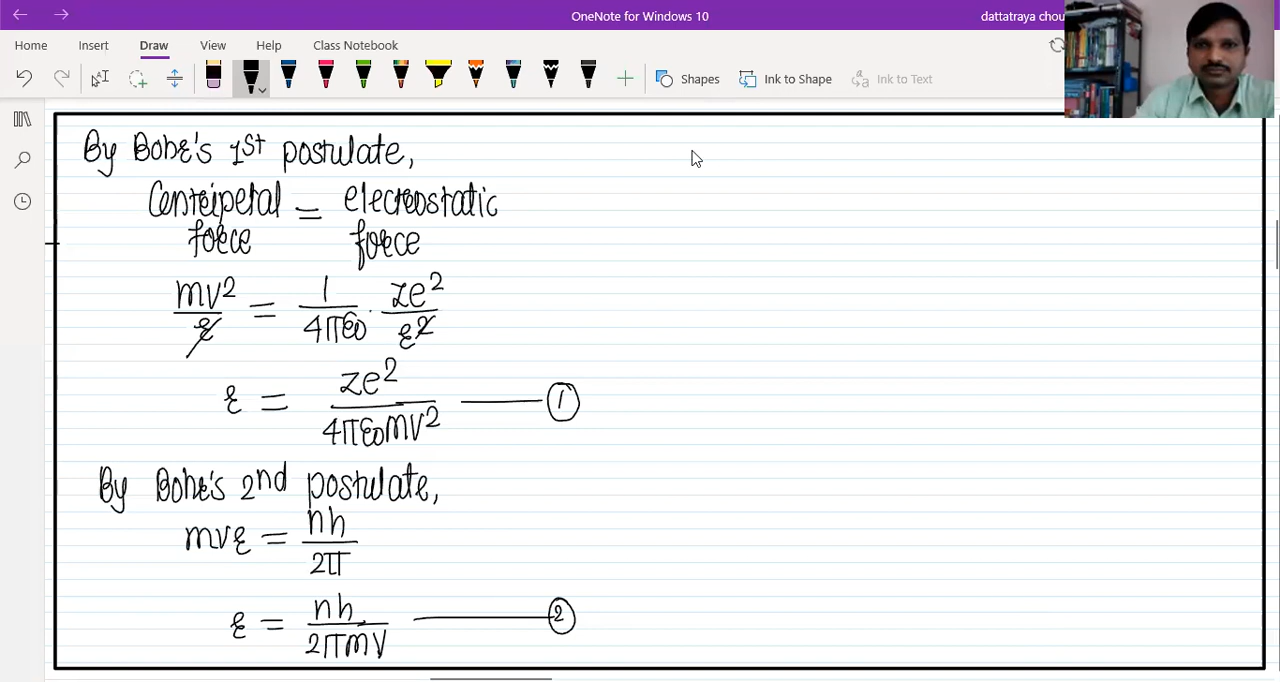 OneNote for Windows 10
dattatraya chou
Home Insert Draw View Help Class Notebook
Shapes Ink to Shape Ink to Text
By Bohr's 1st postulate,
Centripetal force = electrostatic force
mv²/r = 1/4πε0 · ze²/r²
r = ze²/4πε0mv² —— ①
By Bohr's 2nd postulate,
mvr = nh/2π
r = nh/2πmv —— ②